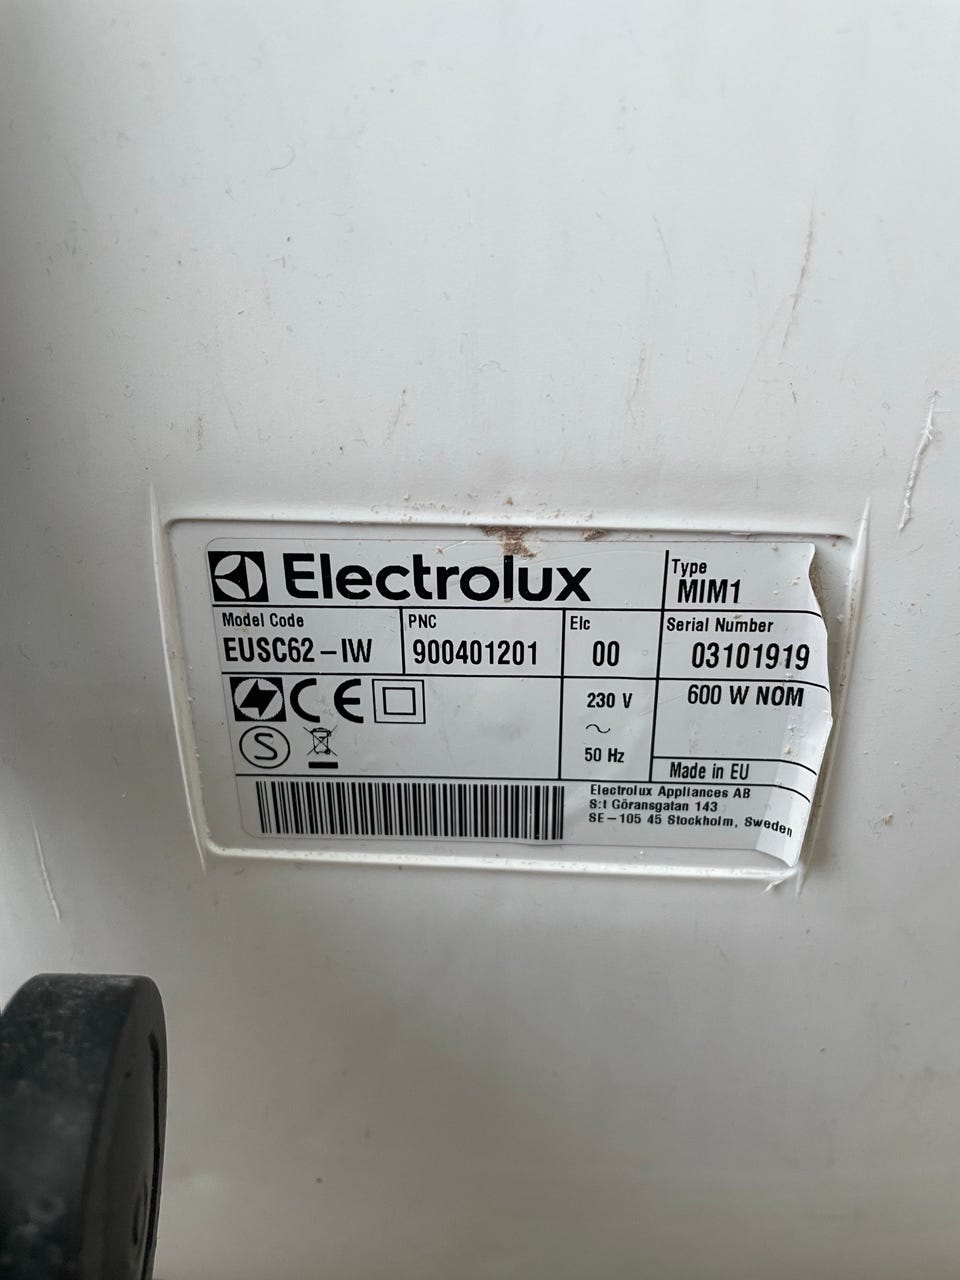 Electrolux
Type
MIM1
Model Code
EUSC62-IW
PNC
900401201
Elc
00
Serial Number
03101919
CE
S
230 V
~
50 Hz
600 W NOM
Made in EU
Electrolux Appliances AB
S:t Göransgatan 143
SE-105 45 Stockholm, Sweden